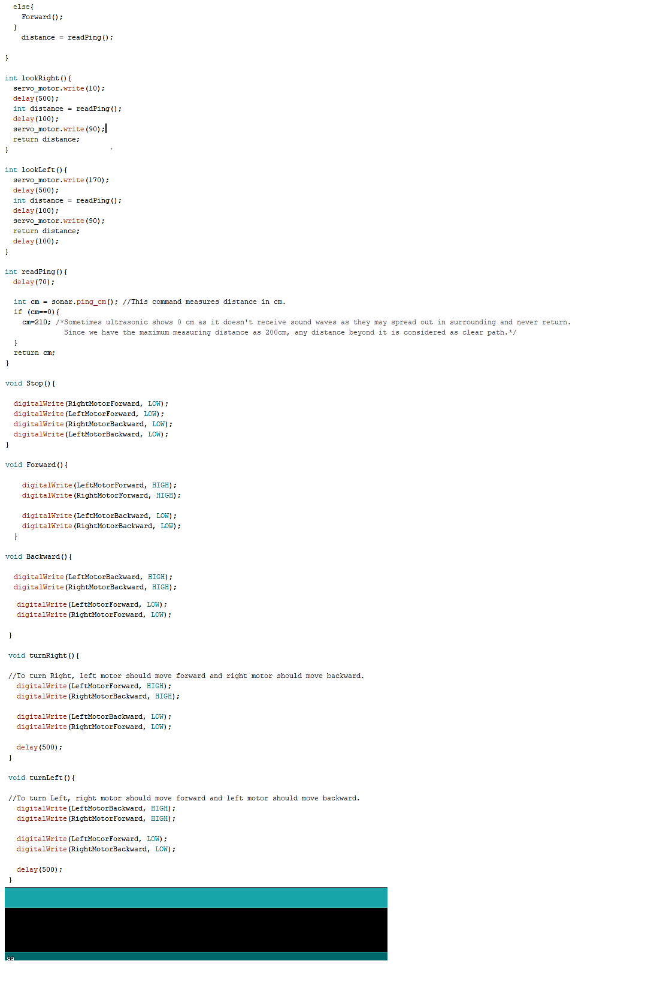 else{
Forward();
}
distance = readPing();
}
int lookRight(){
servo_motor.write(10);
delay(500);
int distance = readPing();
delay(100);
servo_motor.write(90);
return distance;
}
int lookLeft(){
servo_motor.write(170);
delay(500);
int distance = readPing();
delay(100);
servo_motor.write(90);
return distance;
delay(100);
}
int readPing(){
delay(70);
int cm = sonar.ping_cm(); //This command measures distance in cm.
if (cm==0){
cm=210; /*Sometimes ultrasonic shows 0 cm as it doesn't receive sound waves as they may spread out in surrounding and never return.
Since we have the maximum measuring distance as 200cm, any distance beyond it is considered as clear path.*/
}
return cm;
}
void Stop(){
digitalWrite(RightMotorForward, LOW);
digitalWrite(LeftMotorForward, LOW);
digitalWrite(RightMotorBackward, LOW);
digitalWrite(LeftMotorBackward, LOW);
}
void Forward(){
digitalWrite(LeftMotorForward, HIGH);
digitalWrite(RightMotorForward, HIGH);
digitalWrite(LeftMotorBackward, LOW);
digitalWrite(RightMotorBackward, LOW);
}
void Backward(){
digitalWrite(LeftMotorBackward, HIGH);
digitalWrite(RightMotorBackward, HIGH);
digitalWrite(LeftMotorForward, LOW);
digitalWrite(RightMotorForward, LOW);
}
void turnRight(){
//To turn Right, left motor should move forward and right motor should move backward.
digitalWrite(LeftMotorForward, HIGH);
digitalWrite(RightMotorBackward, HIGH);
digitalWrite(LeftMotorBackward, LOW);
digitalWrite(RightMotorForward, LOW);
delay(500);
}
void turnLeft(){
//To turn Left, right motor should move forward and left motor should move backward.
digitalWrite(LeftMotorBackward, HIGH);
digitalWrite(RightMotorForward, HIGH);
digitalWrite(LeftMotorForward, LOW);
digitalWrite(RightMotorBackward, LOW);
delay(500);
}